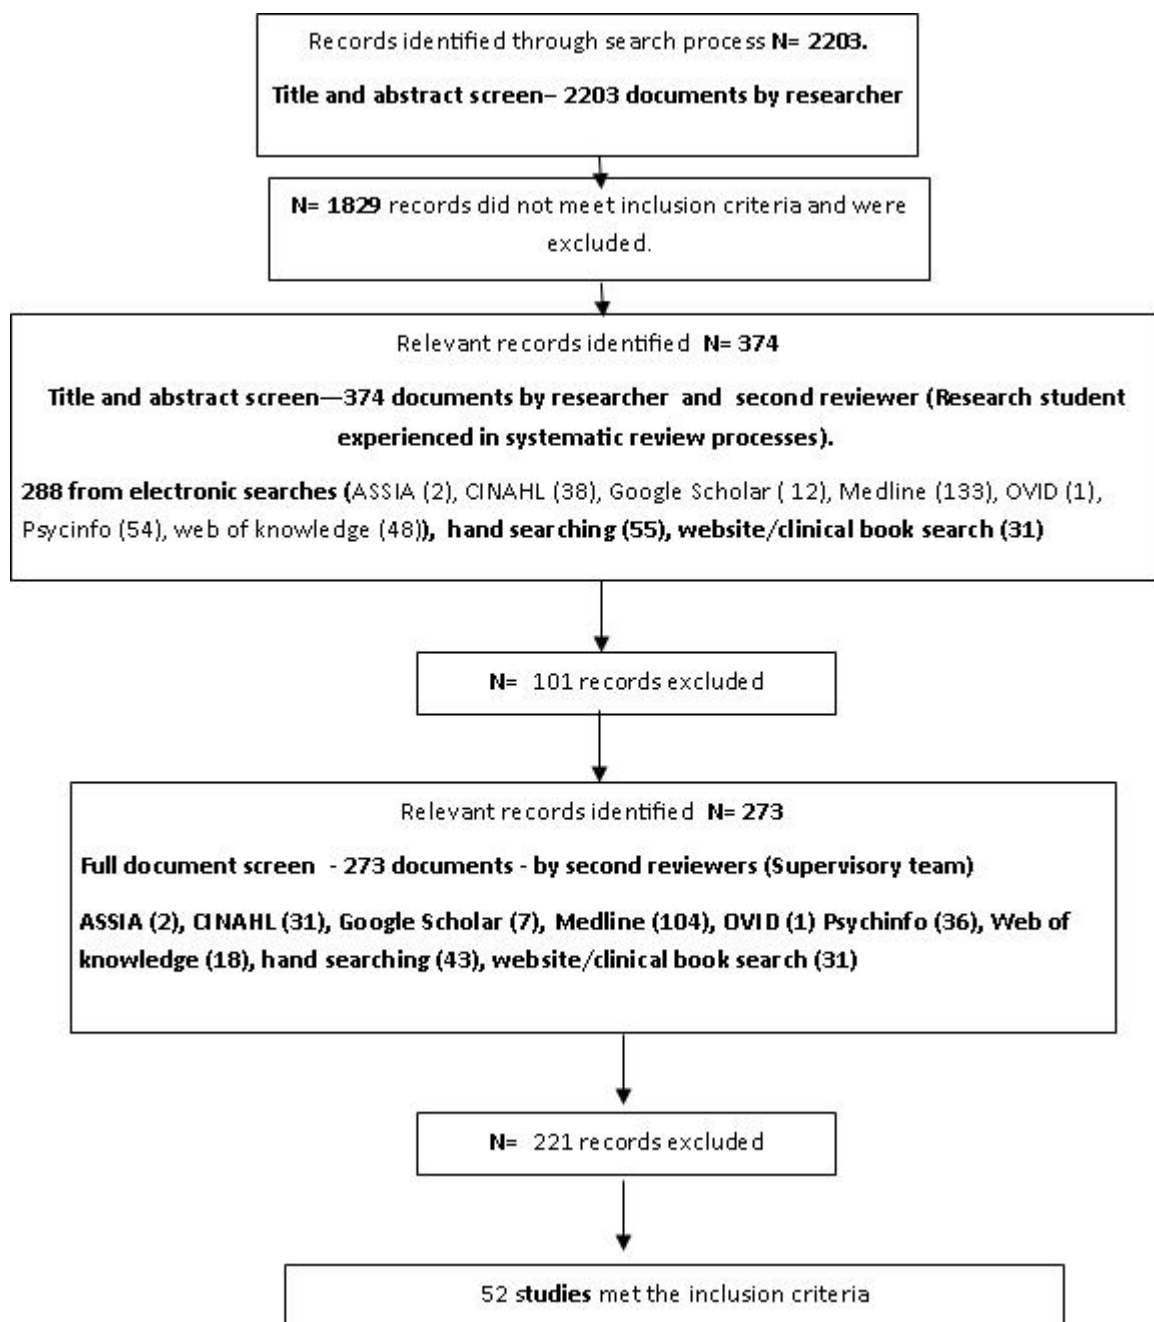 Records identified through search process N= 2203.
Title and abstract screen– 2203 documents by researcher
N= 1829 records did not meet inclusion criteria and were
excluded.
Relevant records identified N= 374
Title and abstract screen—374 documents by researcher and second reviewer (Research student
experienced in systematic review processes).
288 from electronic searches (ASSIA (2), CINAHL (38), Google Scholar ( 12), Medline (133), OVID (1),
Psycinfo (54), web of knowledge (48)), hand searching (55), website/clinical book search (31)
N= 101 records excluded
Relevant records identified N= 273
Full document screen - 273 documents - by second reviewers (Supervisory team)
ASSIA (2), CINAHL (31), Google Scholar (7), Medline (104), OVID (1) Psychinfo (36), Web of
knowledge (18), hand searching (43), website/clinical book search (31)
N= 221 records excluded
52 studies met the inclusion criteria